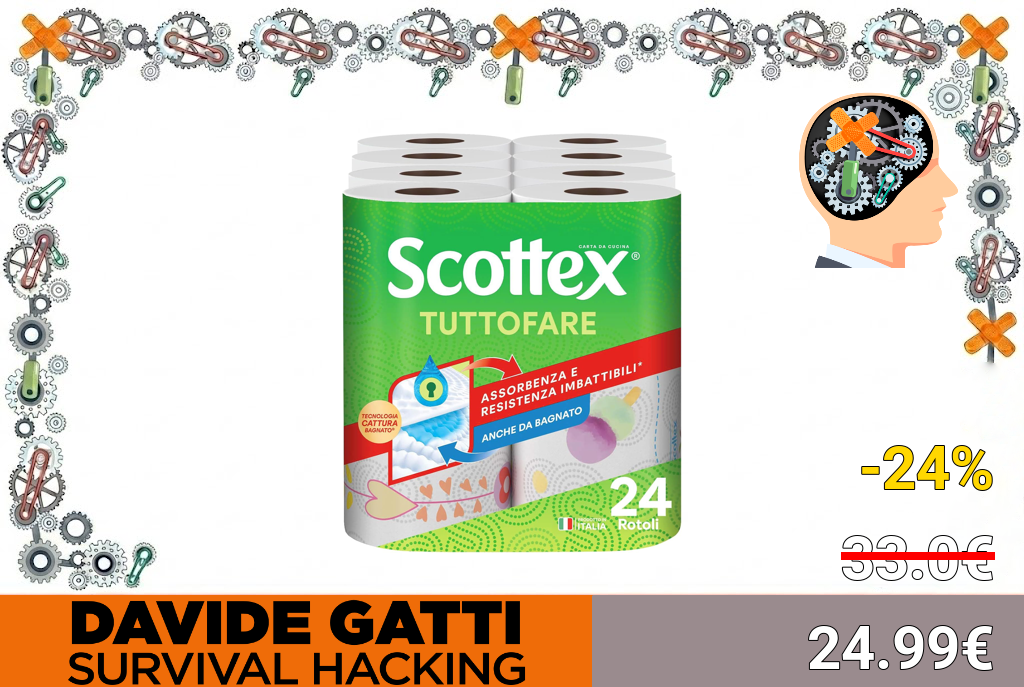 CARTA DA CUCINA
Scottex®
TUTTOFARE
ASSORBENZA E
RESISTENZA IMBATTIBILI*
ANCHE DA BAGNATO
TECNOLOGIA
CATTURA
BAGNATO*
24
Rotoli
ITALIA
-24%
33.0€
DAVIDE GATTI
SURVIVAL HACKING
24.99€